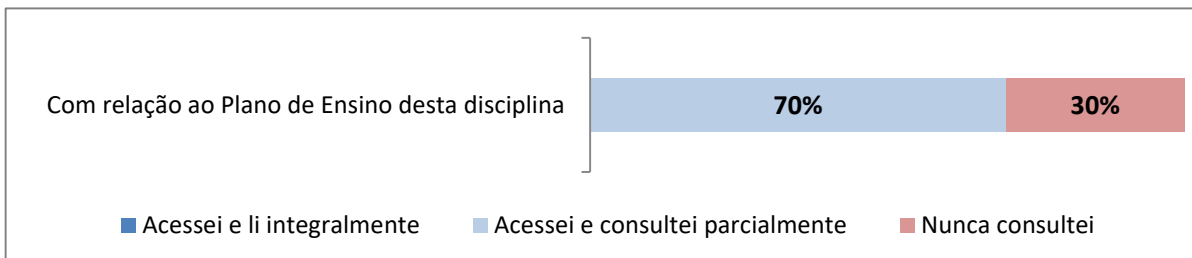 Com relação ao Plano de Ensino desta disciplina
70%
30%
Acessei e li integralmente
Acessei e consultei parcialmente
Nunca consultei